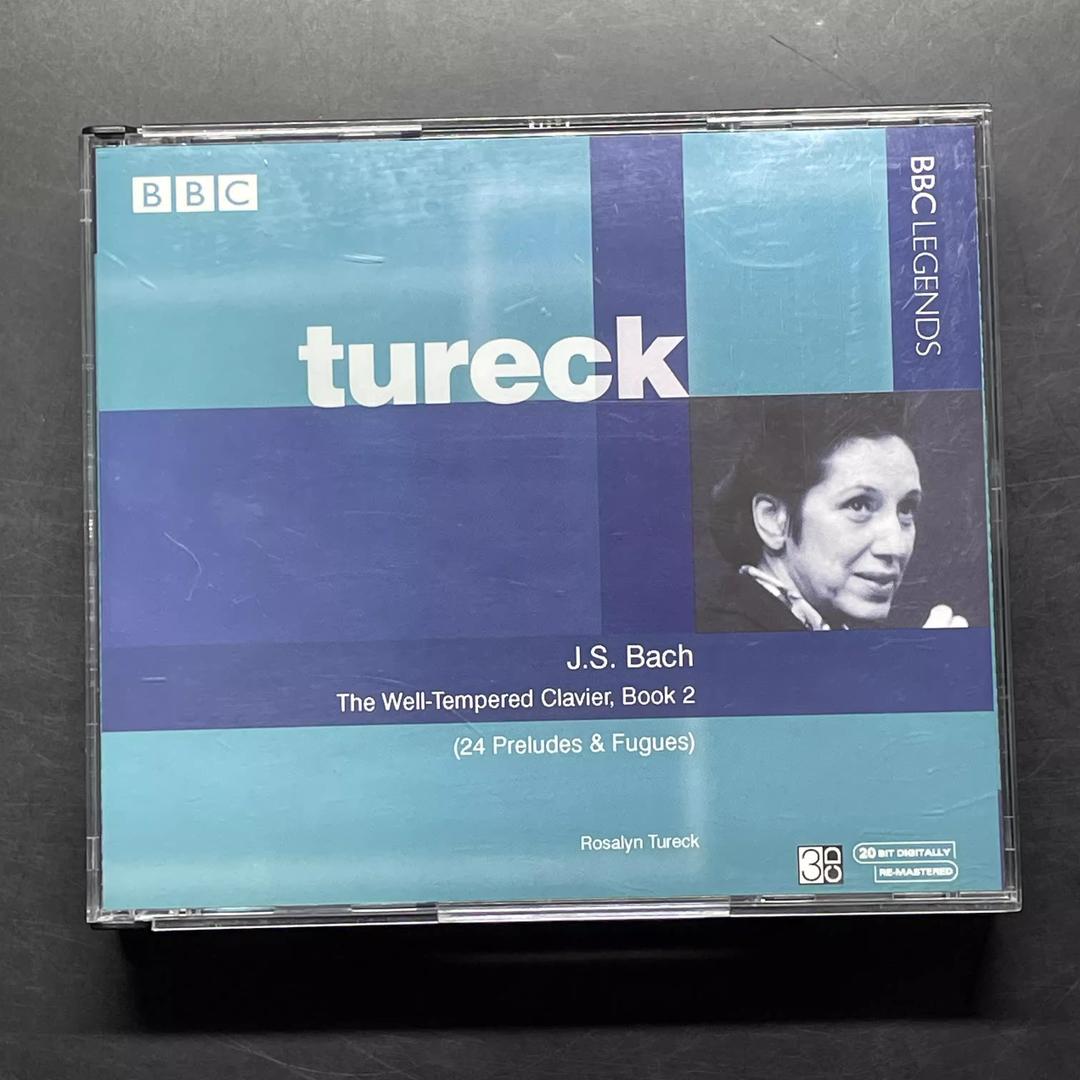 BBC
BBC LEGENDS
tureck
J.S. Bach
The Well-Tempered Clavier, Book 2
(24 Preludes & Fugues)
Rosalyn Tureck
3CD
20 BIT DIGITALLY
RE-MASTERED